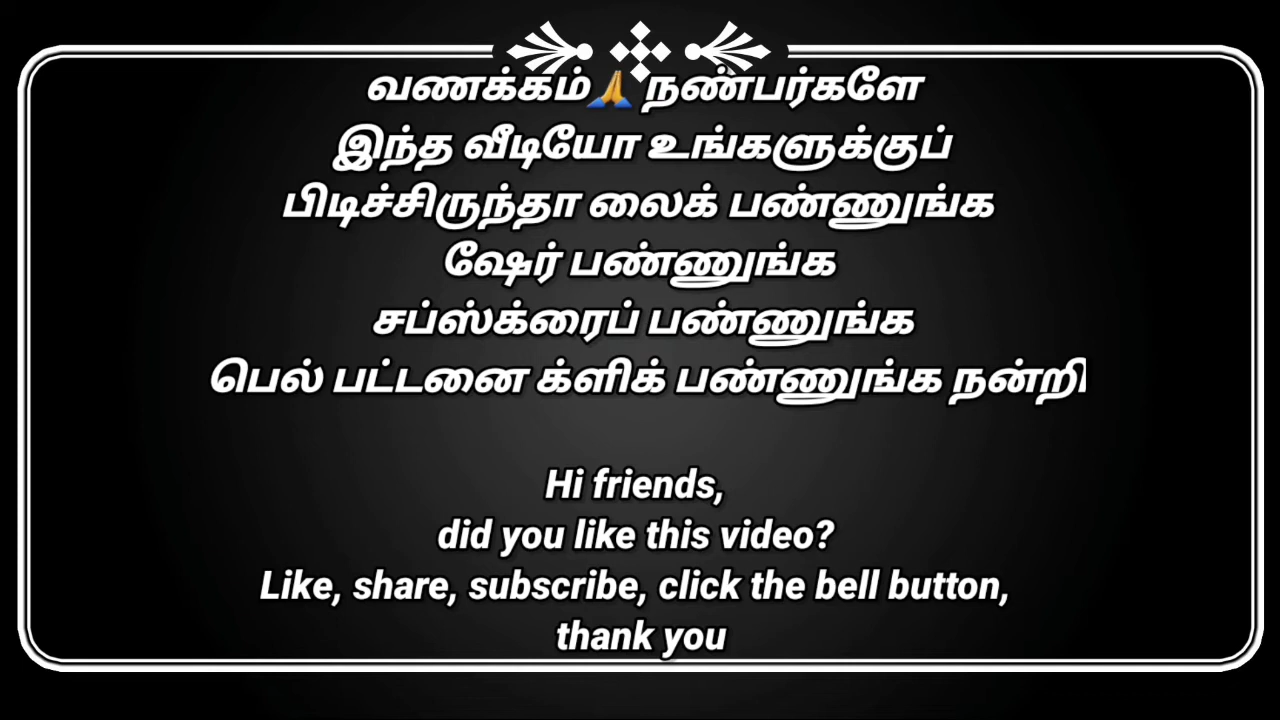 வணக்கம்🙏நண்பர்களே
இந்த வீடியோ உங்களுக்குப்
பிடிச்சிருந்தா லைக் பண்ணுங்க
ஷேர் பண்ணுங்க
சப்ஸ்க்ரைப் பண்ணுங்க
பெல் பட்டனை க்ளிக் பண்ணுங்க நன்றி
Hi friends,
did you like this video?
Like, share, subscribe, click the bell button,
thank you